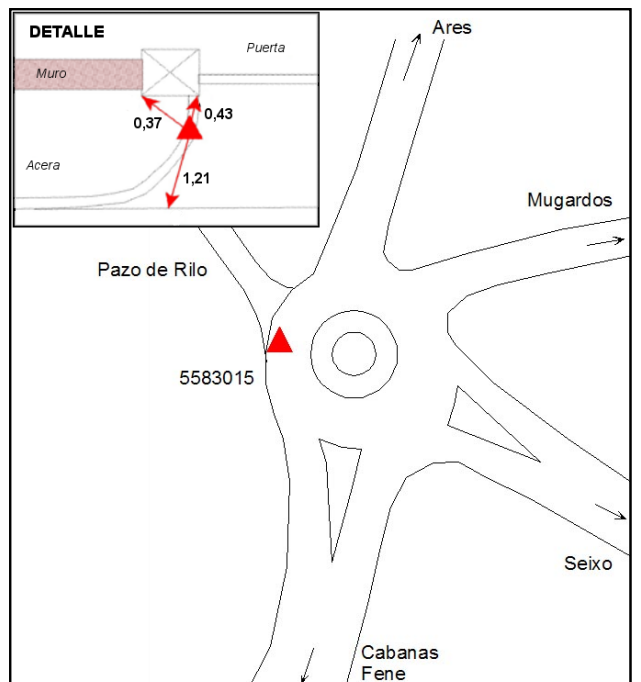 DETALLE
Puerta
Muro
0,37
0,43
Acera
1,21
Ares
Mugardos
Pazo de Rilo
5583015
Seixo
Cabanas
Fene